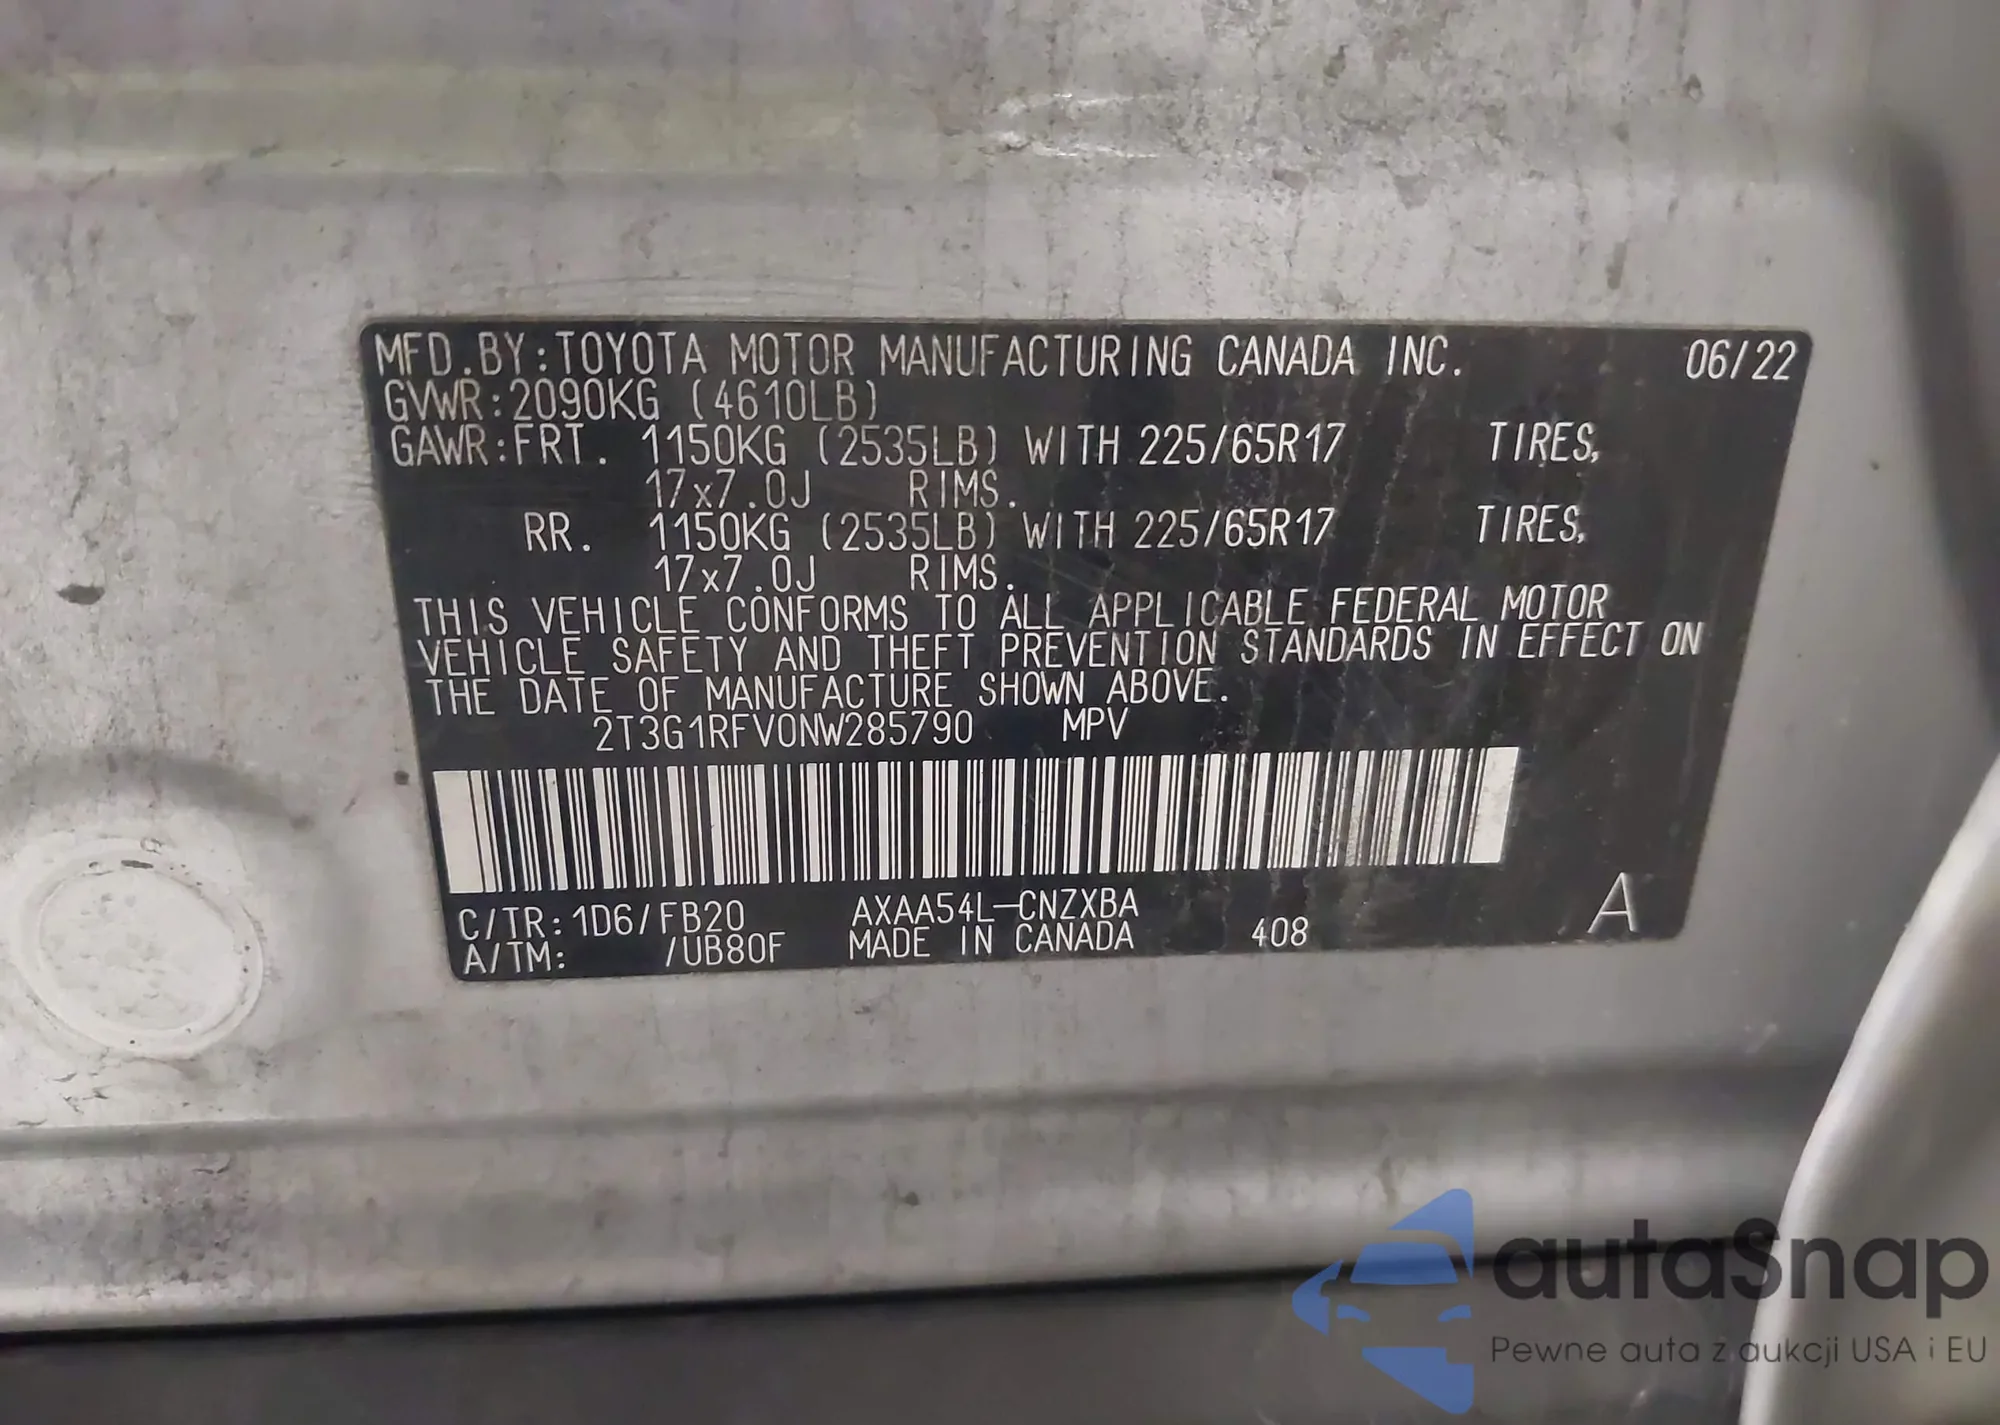 MFD.BY:TOYOTA MOTOR MANUFACTURING CANADA INC. 06/22
GVWR:2090KG (4610LB)
GAWR:FRT. 1150KG (2535LB) WITH 225/65R17 TIRES,
17x7.0J RIMS.
RR. 1150KG (2535LB) WITH 225/65R17 TIRES,
17x7.0J RIMS.
THIS VEHICLE CONFORMS TO ALL APPLICABLE FEDERAL MOTOR
VEHICLE SAFETY AND THEFT PREVENTION STANDARDS IN EFFECT ON
THE DATE OF MANUFACTURE SHOWN ABOVE.
2T3G1RFV0NW285790 MPV
C/TR:1D6/FB20 AXAA54L-CNZXBA
A/TM: /UB80F MADE IN CANADA 408 A
autaSnap
Pewne auta z aukcji USA i EU